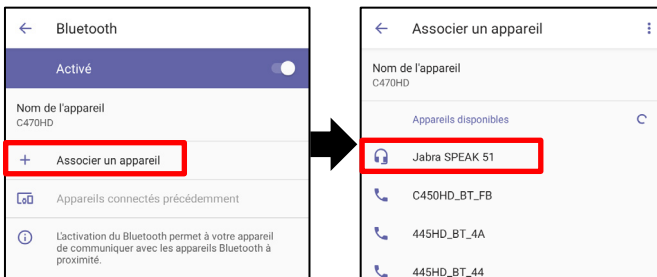 Bluetooth
Activé
Nom de l'appareil
C470HD
Associer un appareil
Appareils connectés précédemment
L'activation du Bluetooth permet à votre appareil
de communiquer avec les appareils Bluetooth à
proximité.
Associer un appareil
Nom de l'appareil
C470HD
Appareils disponibles
Jabra SPEAK 51
C450HD_BT_FB
445HD_BT_4A
445HD_BT_44